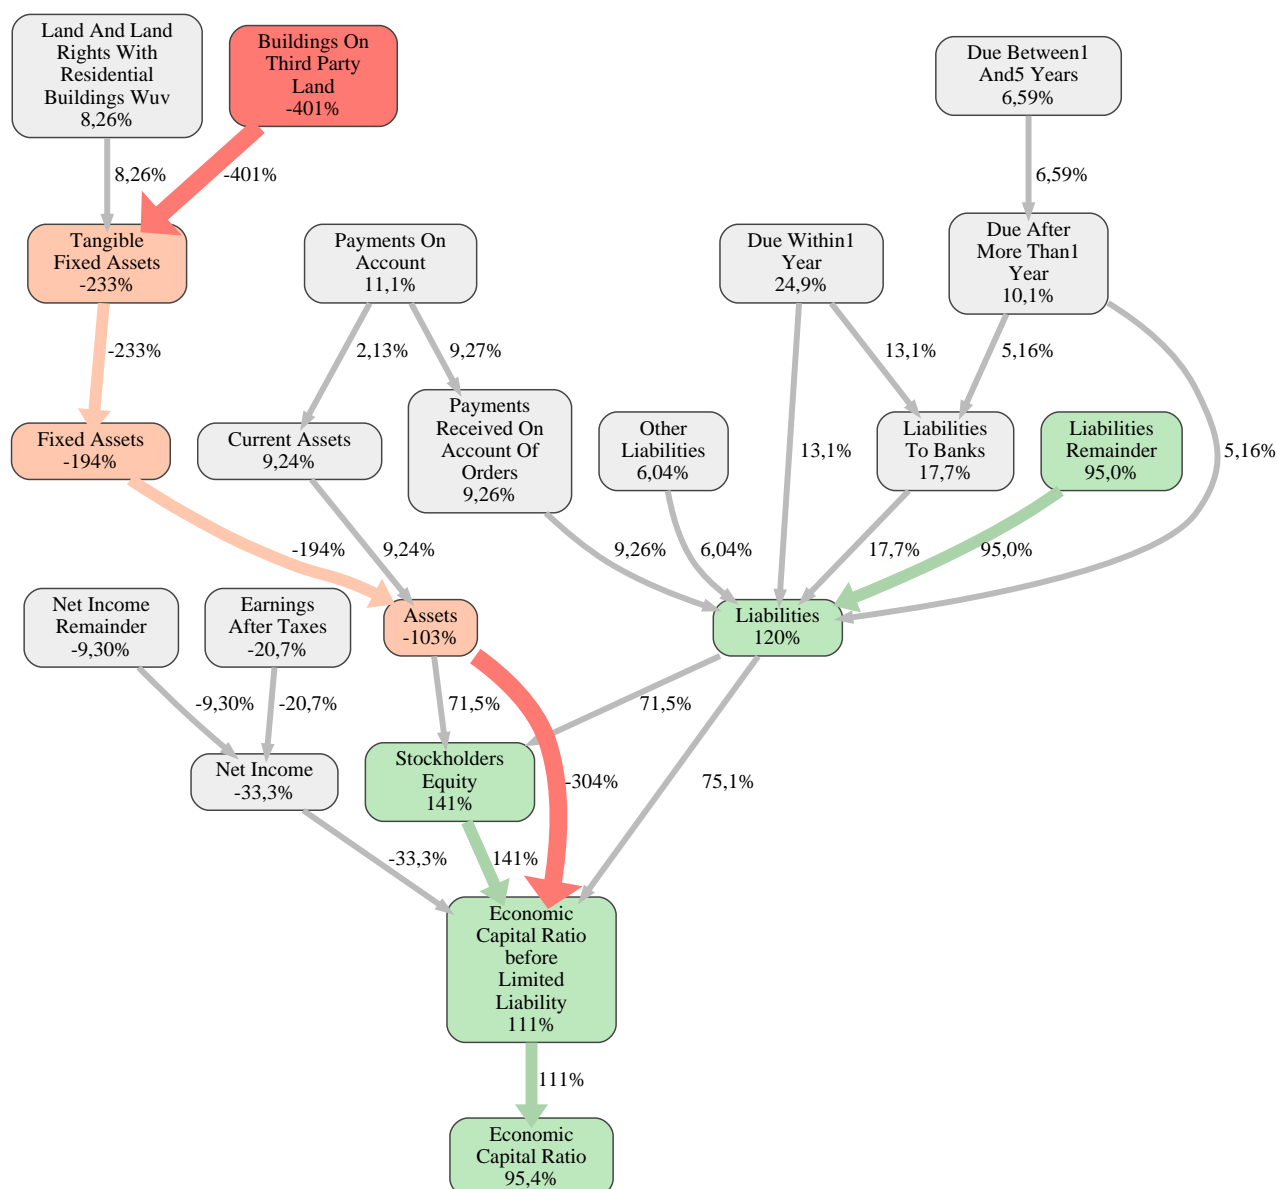 Land And Land
Rights With
Residential
Buildings Wuv
8,26%
Buildings On
Third Party
Land
-401%
Due Between1
And5 Years
6,59%
8,26%
-401%
6,59%
Tangible
Fixed Assets
-233%
Payments On
Account
11,1%
Due Within1
Year
24,9%
Due After
More Than1
Year
10,1%
-233%
2,13%
9,27%
13,1%
5,16%
Fixed Assets
-194%
Current Assets
9,24%
Payments
Received On
Account Of
Orders
9,26%
Other
Liabilities
6,04%
13,1%
Liabilities
To Banks
17,7%
Liabilities
Remainder
95,0%
5,16%
-194%
9,24%
9,26%
6,04%
17,7%
95,0%
Net Income
Remainder
-9,30%
Earnings
After Taxes
-20,7%
Assets
-103%
Liabilities
120%
-9,30%
-20,7%
71,5%
71,5%
Net Income
-33,3%
Stockholders
Equity
141%
-304%
75,1%
-33,3%
141%
Economic
Capital Ratio
before
Limited
Liability
111%
111%
Economic
Capital Ratio
95,4%